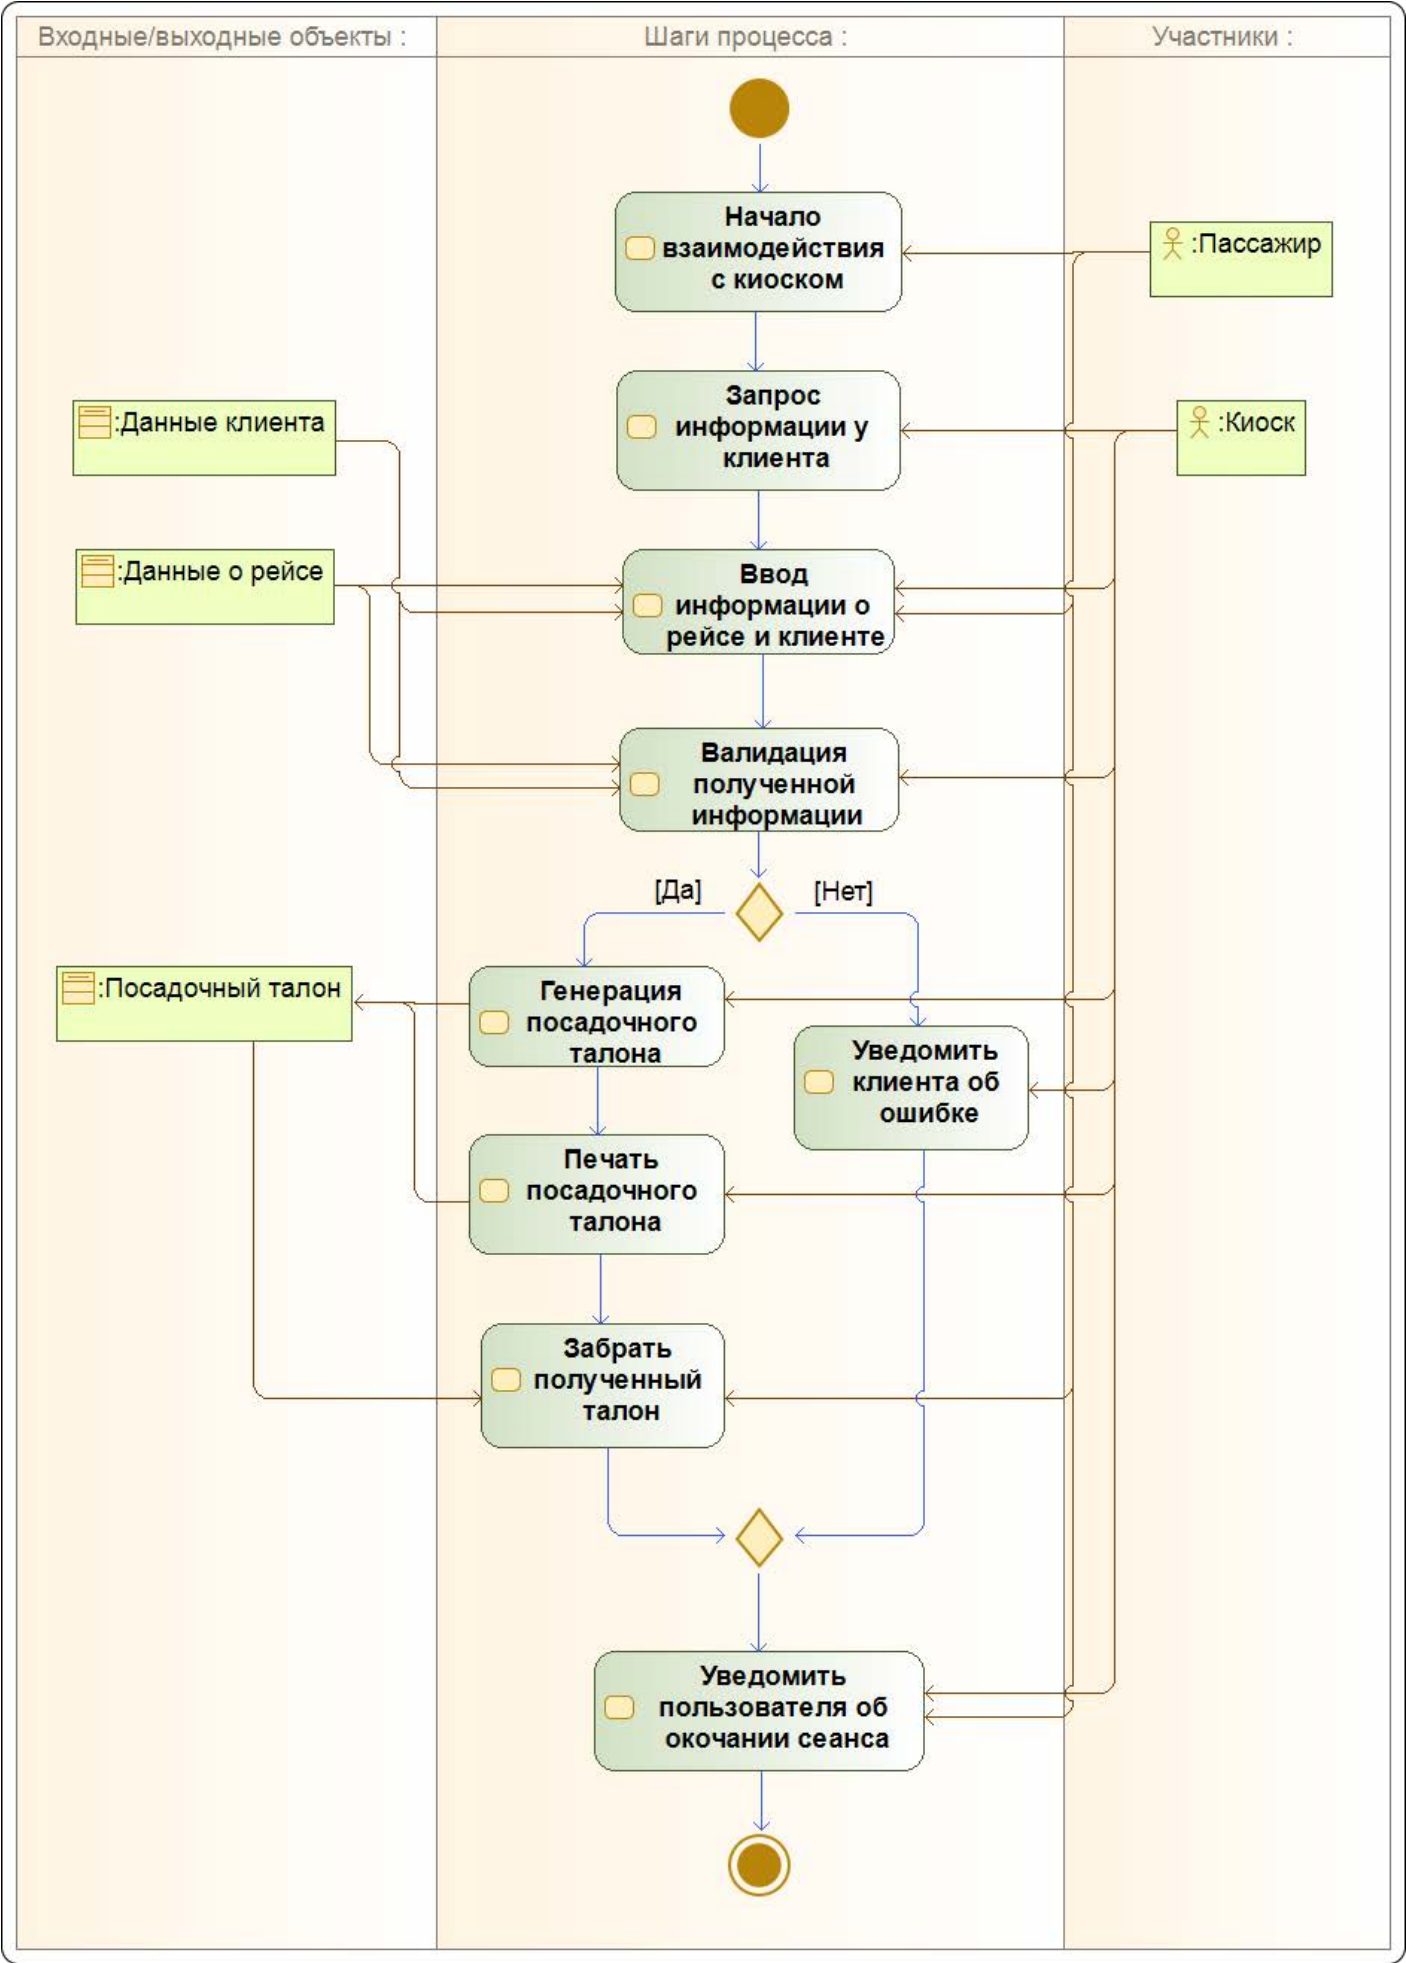 Входные/выходные объекты :
Шаги процесса :
Участники :
Начало
взаимодействия
с киоском
:Пассажир
Запрос
информации у
клиента
:Данные клиента
:Киоск
:Данные о рейсе
Ввод
информации о
рейсе и клиенте
Валидация
полученной
информации
[Да]
[Нет]
:Посадочный талон
Генерация
посадочного
талона
Уведомить
клиента об
ошибке
Печать
посадочного
талона
Забрать
полученный
талон
Уведомить
пользователя об
окочании сеанса